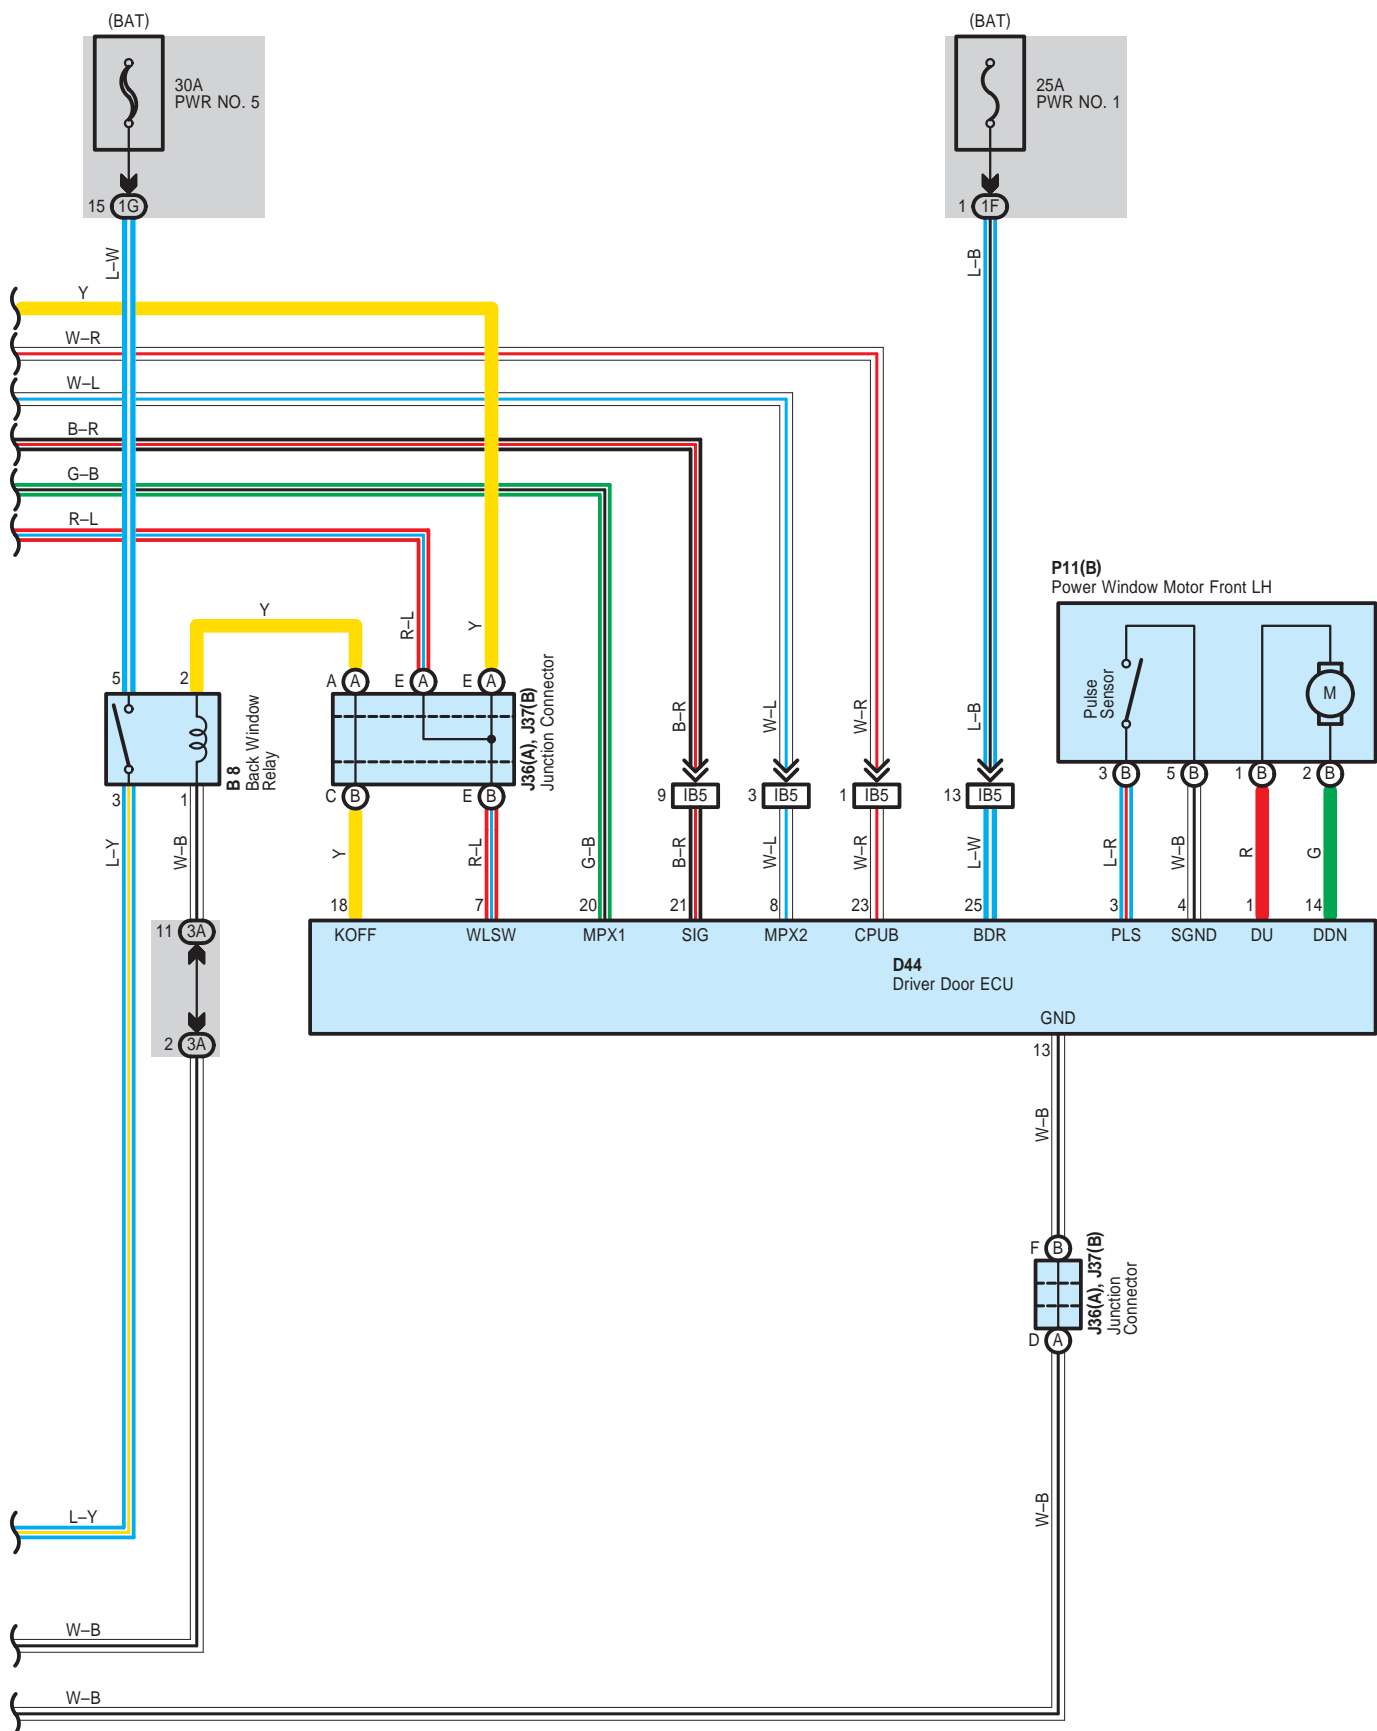 (BAT)
(BAT)
30A
PWR NO. 5
25A
PWR NO. 1
15 1G
1 1F
L–W
L–B
Y
W–R
W–L
B–R
G–B
R–L
P11(B)
Power Window Motor Front LH
Y
R–L
Y
Pulse
Sensor
M
5
2
A A
E A
E A
B 8
Back Window
Relay
J36(A), J37(B)
Junction Connector
B–R
W–L
W–R
L–B
3 B
5 B
1 B
2 B
3
1
C B
E B
9 IB5
3 IB5
1 IB5
13 IB5
L–Y
W–B
Y
R–L
G–B
B–R
W–L
W–R
L–W
L–R
W–B
R
G
18
7
20
21
8
23
25
3
4
1
14
KOFF
WLSW
MPX1
SIG
MPX2
CPUB
BDR
PLS
SGND
DU
DDN
11 3A
D44
Driver Door ECU
GND
2 3A
13
W–B
F B
J36(A), J37(B)
Junction
Connector
D A
W–B
L–Y
W–B
W–B